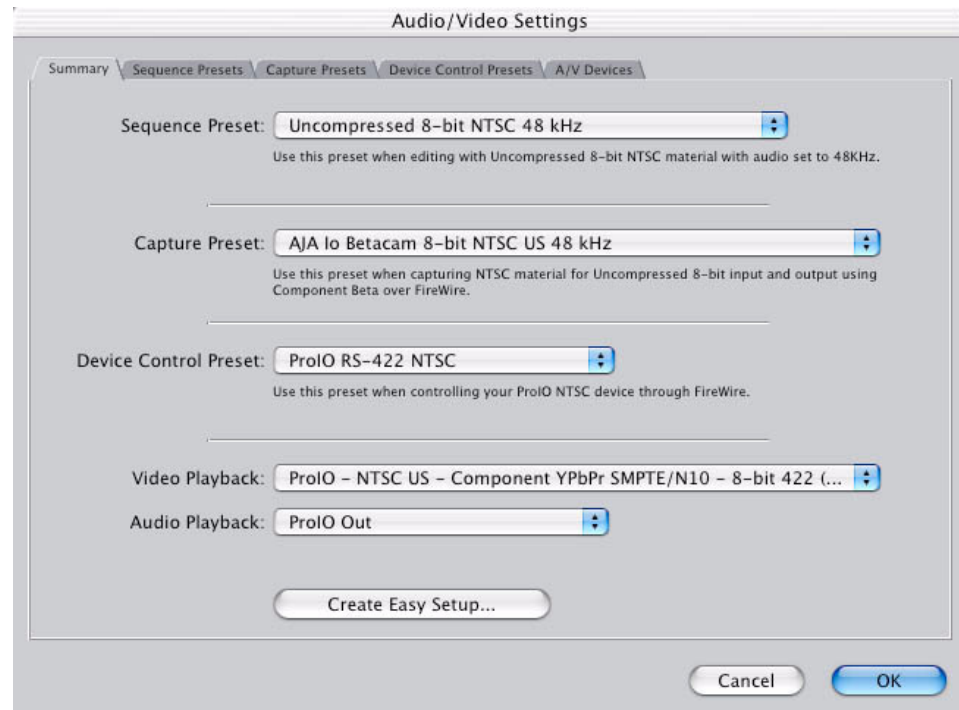 Audio/Video Settings
Summary
Sequence Presets
Capture Presets
Device Control Presets
A/V Devices
Sequence Preset: Uncompressed 8-bit NTSC 48 kHz
Use this preset when editing with Uncompressed 8-bit NTSC material with audio set to 48KHz.
Capture Preset: AJA Io Betacam 8-bit NTSC US 48 kHz
Use this preset when capturing NTSC material for Uncompressed 8-bit input and output using
Component Beta over FireWire.
Device Control Preset: ProIO RS-422 NTSC
Use this preset when controlling your ProIO NTSC device through FireWire.
Video Playback: ProIO - NTSC US - Component YPbPr SMPTE/N10 - 8-bit 422 (...
Audio Playback: ProIO Out
Create Easy Setup...
Cancel
OK